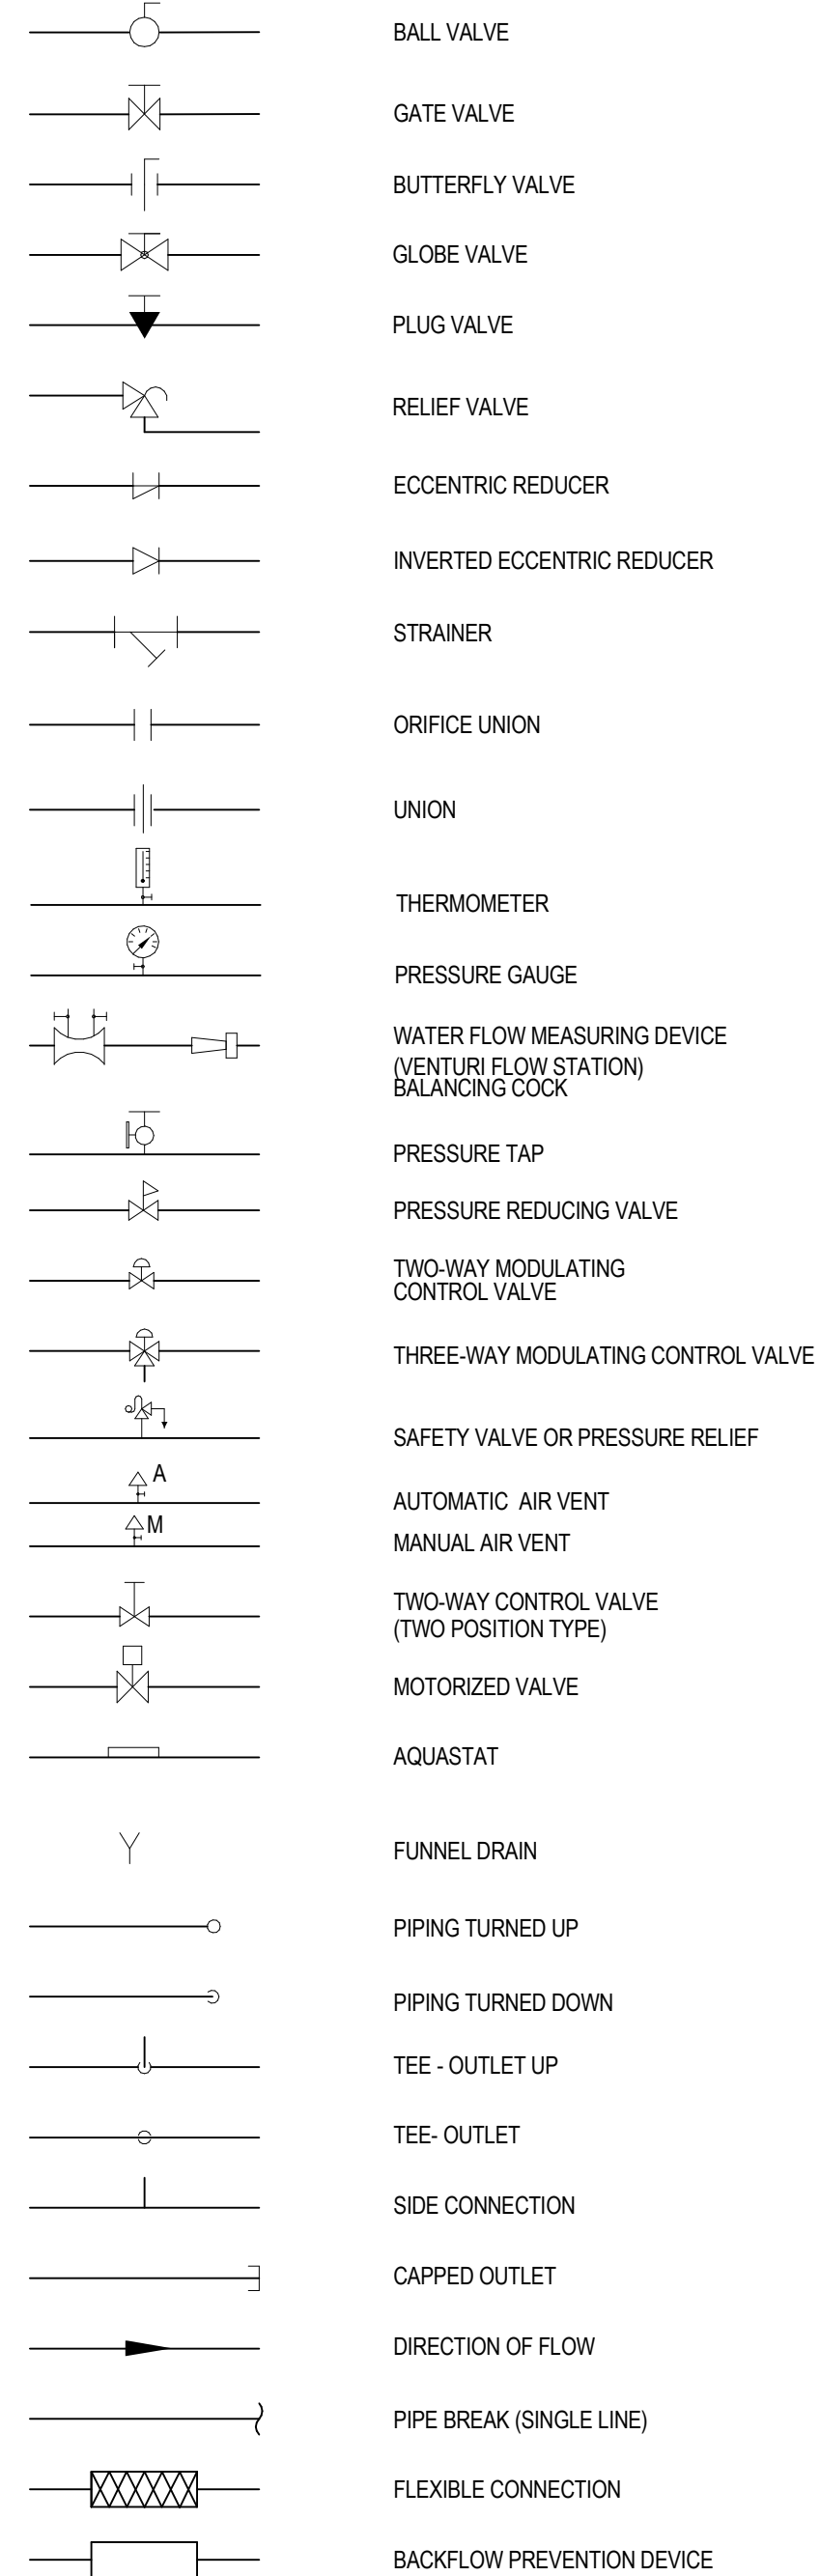 BALL VALVE
GATE VALVE
BUTTERFLY VALVE
GLOBE VALVE
PLUG VALVE
RELIEF VALVE
ECCENTRIC REDUCER
INVERTED ECCENTRIC REDUCER
STRAINER
ORIFICE UNION
UNION
THERMOMETER
PRESSURE GAUGE
WATER FLOW MEASURING DEVICE
(VENTURI FLOW STATION)
BALANCING COCK
PRESSURE TAP
PRESSURE REDUCING VALVE
TWO-WAY MODULATING
CONTROL VALVE
THREE-WAY MODULATING CONTROL VALVE
SAFETY VALVE OR PRESSURE RELIEF
A
AUTOMATIC AIR VENT
M
MANUAL AIR VENT
TWO-WAY CONTROL VALVE
(TWO POSITION TYPE)
MOTORIZED VALVE
AQUASTAT
FUNNEL DRAIN
PIPING TURNED UP
PIPING TURNED DOWN
TEE - OUTLET UP
TEE- OUTLET
SIDE CONNECTION
CAPPED OUTLET
DIRECTION OF FLOW
PIPE BREAK (SINGLE LINE)
FLEXIBLE CONNECTION
BACKFLOW PREVENTION DEVICE